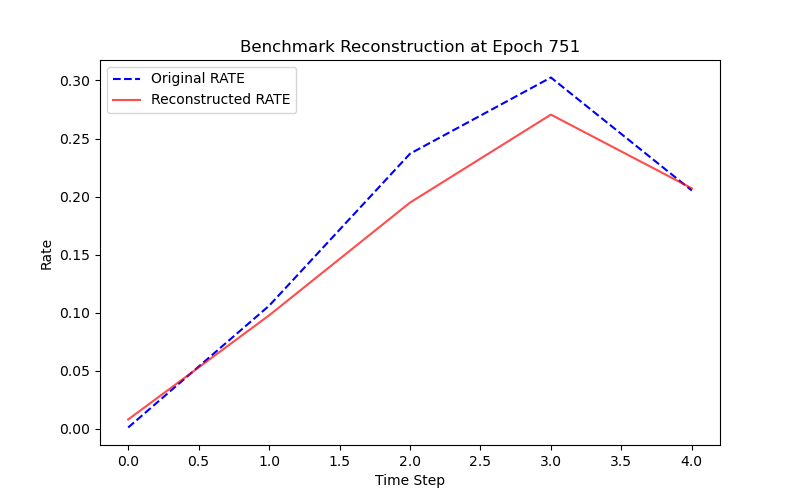 Benchmark Reconstruction at Epoch 751
Original RATE
Reconstructed RATE
0.30
0.25
0.20
0.15
0.10
0.05
0.00
Rate
0.0 0.5 1.0 1.5 2.0 2.5 3.0 3.5 4.0
Time Step